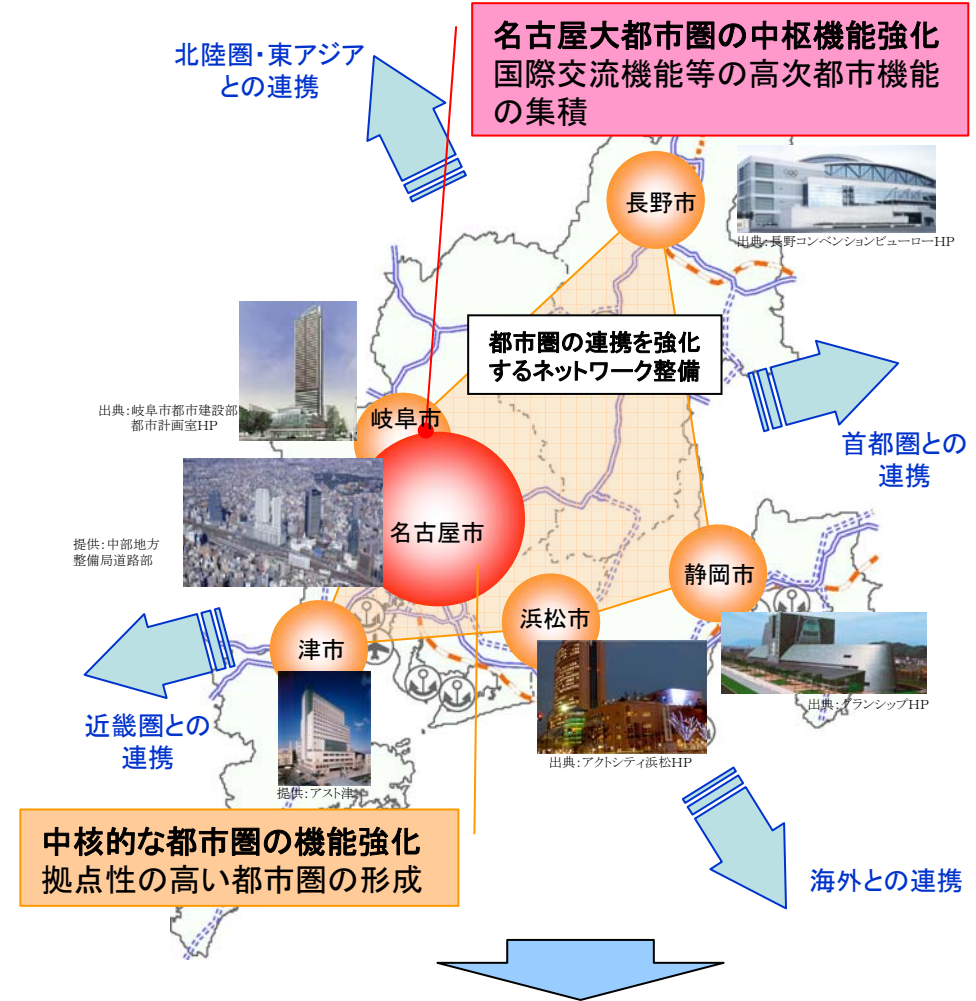 名古屋大都市圏の中枢機能強化
国際交流機能等の高次都市機能
の集積
北陸圏・東アジア
との連携
長野市
出典:長野コンベンションビューローHP
都市圏の連携を強化
するネットワーク整備
出典:岐阜市都市建設部
都市計画室HP
岐阜市
首都圏との
連携
名古屋市
提供:中部地方
整備局道路部
静岡市
浜松市
津市
出典:グランシップHP
近畿圏との
連携
出典:アクトシティ浜松HP
提供:アスト津
中核的な都市圏の機能強化
拠点性の高い都市圏の形成
海外との連携